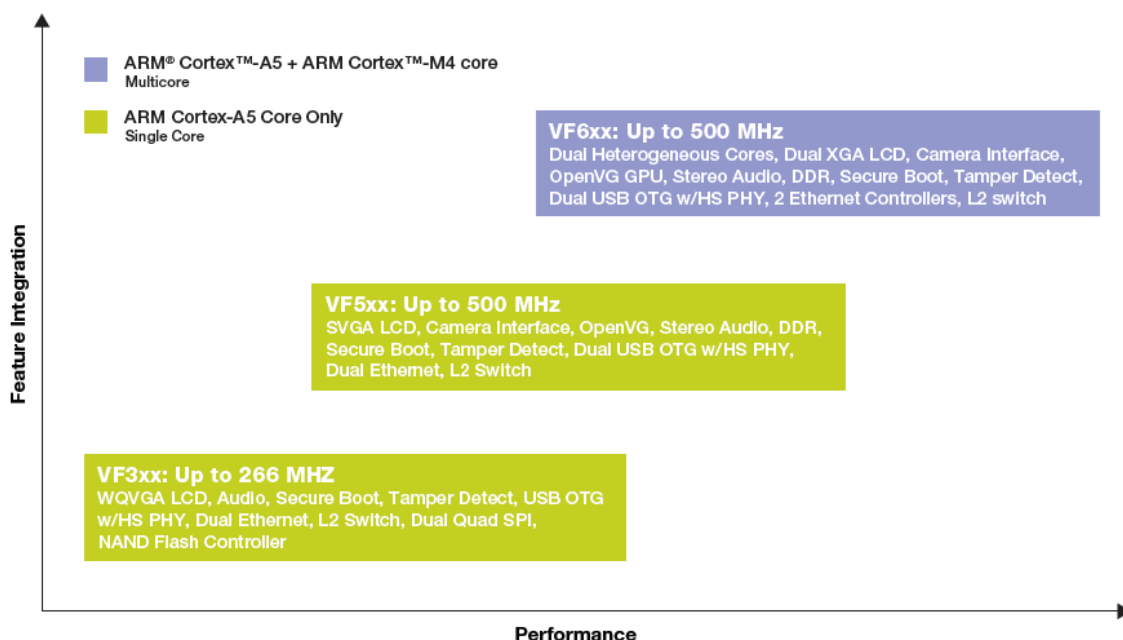 ARM® Cortex™-A5 + ARM Cortex™-M4 core
Multicore
ARM Cortex-A5 Core Only
Single Core
VF6xx: Up to 500 MHz
Dual Heterogeneous Cores, Dual XGA LCD, Camera Interface,
OpenVG GPU, Stereo Audio, DDR, Secure Boot, Tamper Detect,
Dual USB OTG w/HS PHY, 2 Ethernet Controllers, L2 switch
VF5xx: Up to 500 MHz
SVGA LCD, Camera Interface, OpenVG, Stereo Audio, DDR,
Secure Boot, Tamper Detect, Dual USB OTG w/HS PHY,
Dual Ethernet, L2 Switch
VF3xx: Up to 266 MHZ
WQVGA LCD, Audio, Secure Boot, Tamper Detect, USB OTG
w/HS PHY, Dual Ethernet, L2 Switch, Dual Quad SPI,
NAND Flash Controller
Feature Integration
Performance